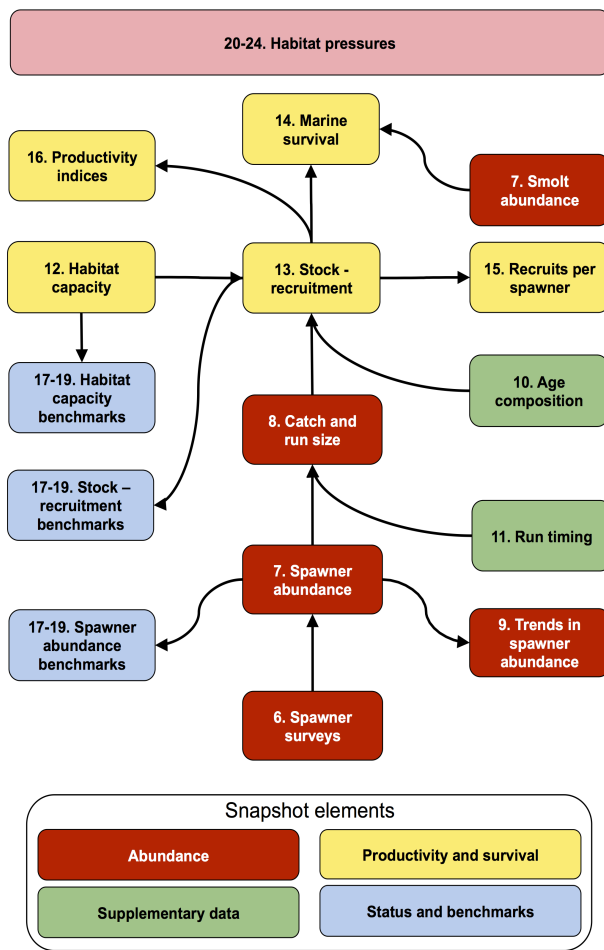 20-24. Habitat pressures
14. Marine
survival
16. Productivity
indices
7. Smolt
abundance
12. Habitat
capacity
13. Stock -
recruitment
15. Recruits per
spawner
17-19. Habitat
capacity
benchmarks
10. Age
composition
8. Catch and
run size
17-19. Stock –
recruitment
benchmarks
11. Run timing
7. Spawner
abundance
17-19. Spawner
abundance
benchmarks
9. Trends in
spawner
abundance
6. Spawner
surveys
Snapshot elements
Abundance
Productivity and survival
Supplementary data
Status and benchmarks